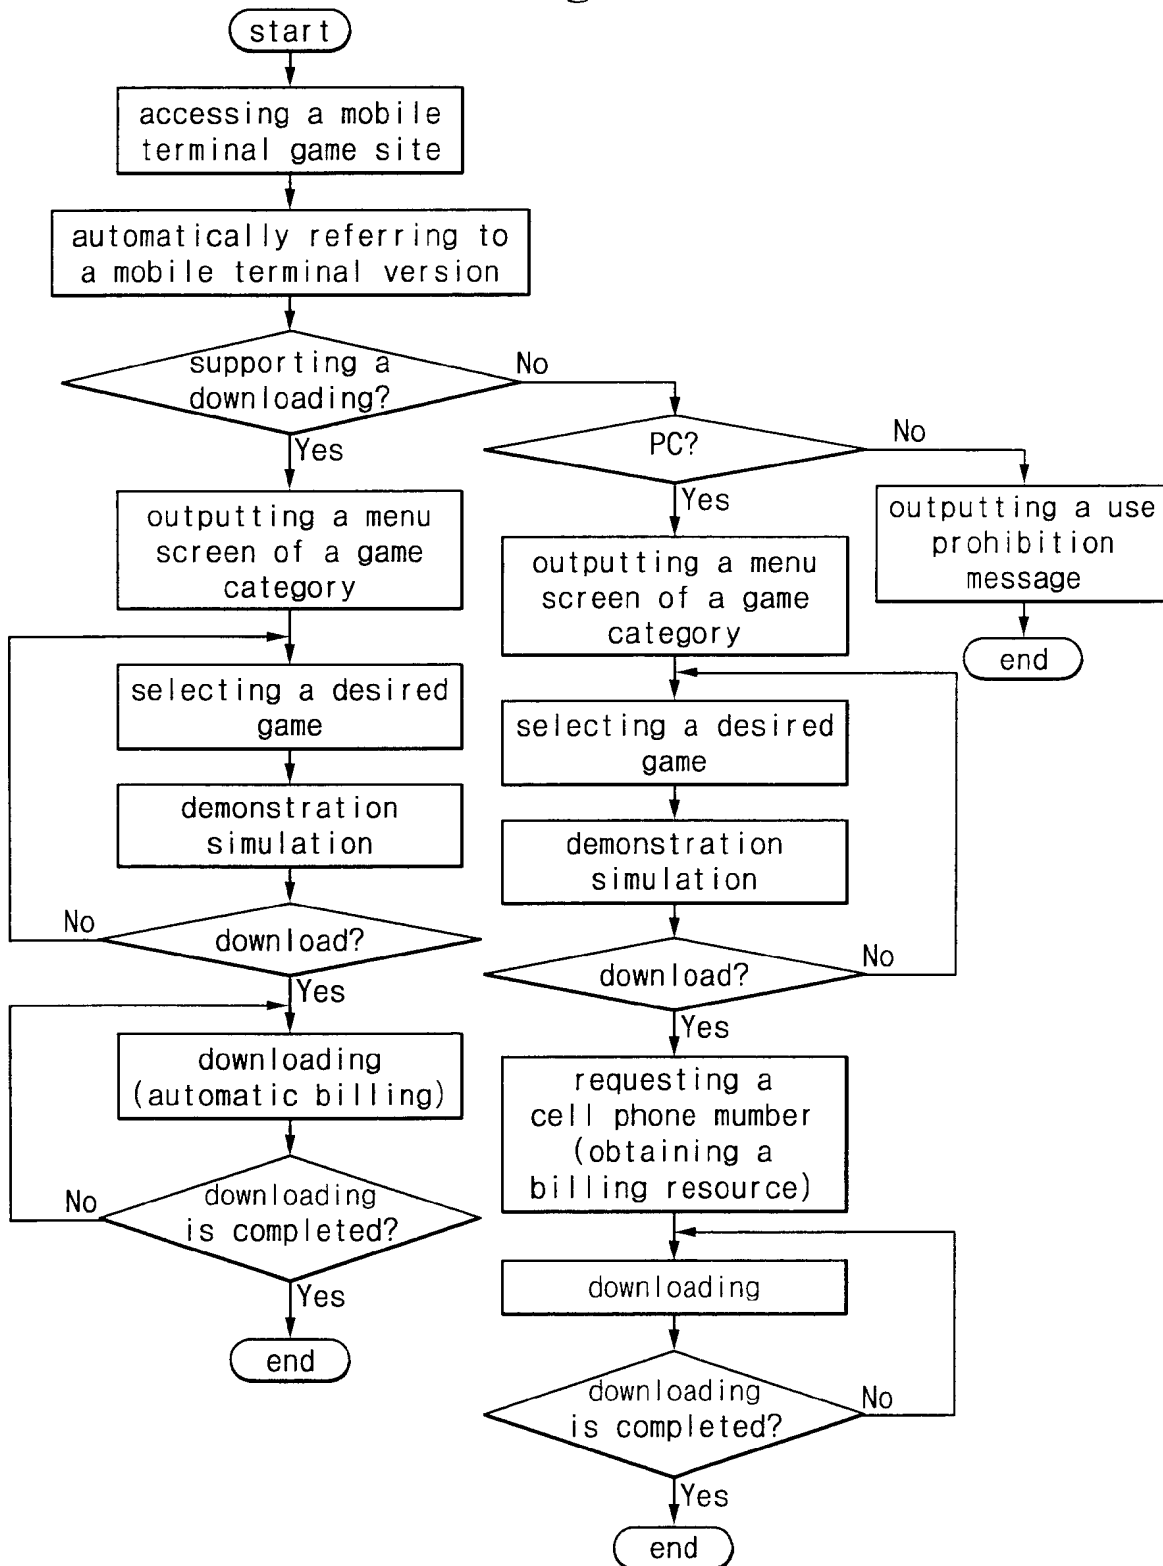 start
accessing a mobile
terminal game site
automatically referring to
a mobile terminal version
supporting a
downloading?
No
Yes
outputting a menu
screen of a game
category
selecting a desired
game
demonstration
simulation
No
download?
Yes
downloading
(automatic billing)
No
downloading
is completed?
Yes
end
PC?
No
Yes
outputting a use
prohibition
message
end
outputting a menu
screen of a game
category
selecting a desired
game
demonstration
simulation
download?
No
Yes
requesting a
cell phone mumber
(obtaining a
billing resource)
downloading
downloading
is completed?
No
Yes
end